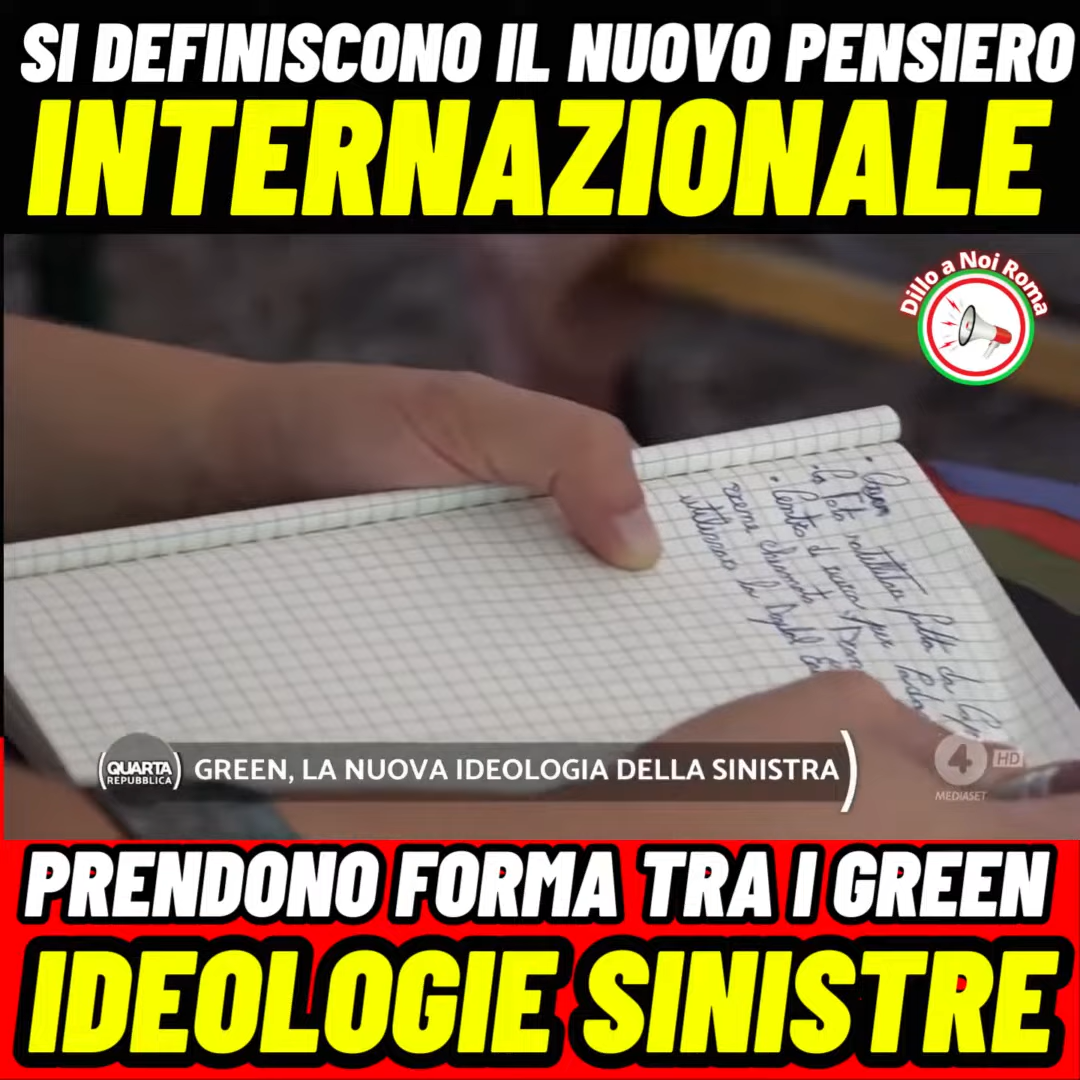 SI DEFINISCONO IL NUOVO PENSIERO
INTERNAZIONALE
Dillo a Noi Roma
QUARTA
REPUBBLICA
GREEN, LA NUOVA IDEOLOGIA DELLA SINISTRA
4 HD
MEDIASET
PRENDONO FORMA TRA I GREEN
IDEOLOGIE SINISTRE